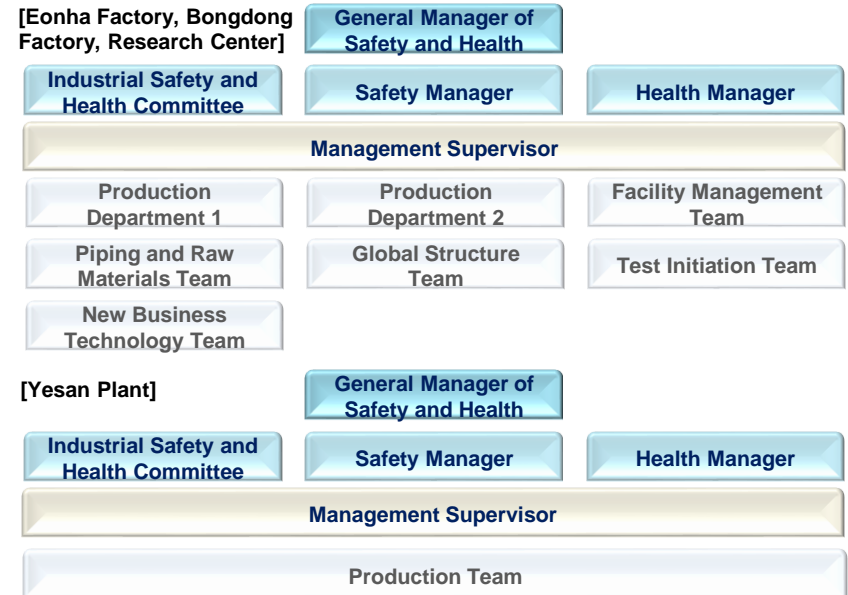 [Eonha Factory, Bongdong
Factory, Research Center]
General Manager of
Safety and Health
Industrial Safety and
Health Committee
Safety Manager
Health Manager
Management Supervisor
Production
Department 1
Production
Department 2
Facility Management
Team
Piping and Raw
Materials Team
Global Structure
Team
Test Initiation Team
New Business
Technology Team
[Yesan Plant]
General Manager of
Safety and Health
Industrial Safety and
Health Committee
Safety Manager
Health Manager
Management Supervisor
Production Team